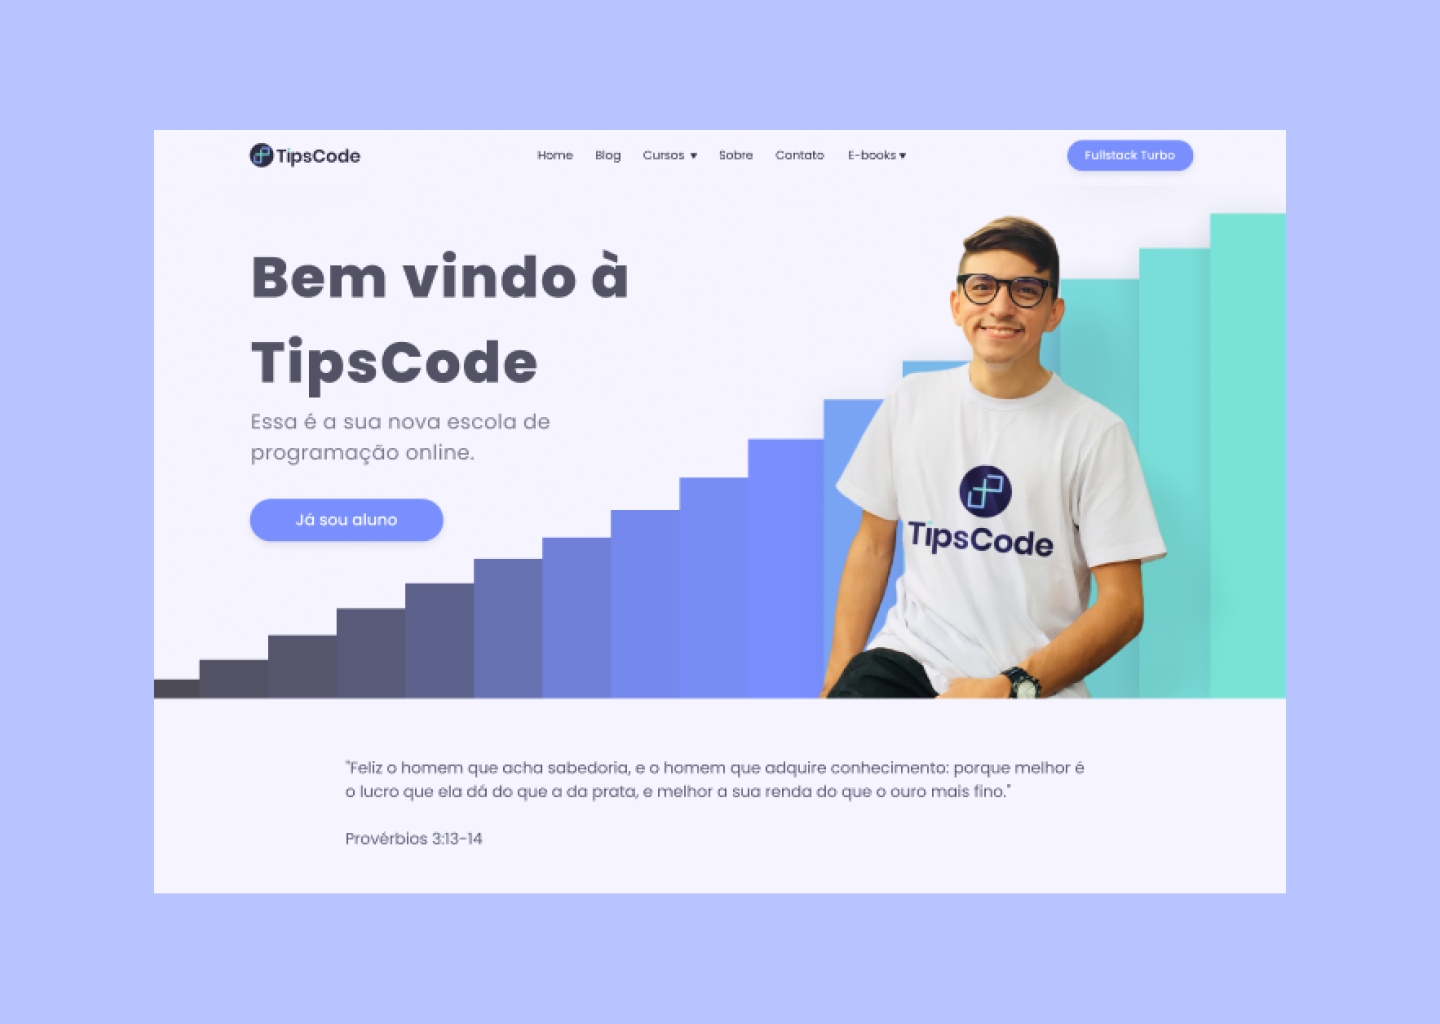 TipsCode
Home Blog Cursos Sobre Contato E-books
Fullstack Turbo
Bem vindo à
TipsCode
Essa é a sua nova escola de
programação online.
Já sou aluno
TipsCode
"Feliz o homem que acha sabedoria, e o homem que adquire conhecimento: porque melhor é
o lucro que ela dá do que a da prata, e melhor a sua renda do que o ouro mais fino."
Provérbios 3:13-14